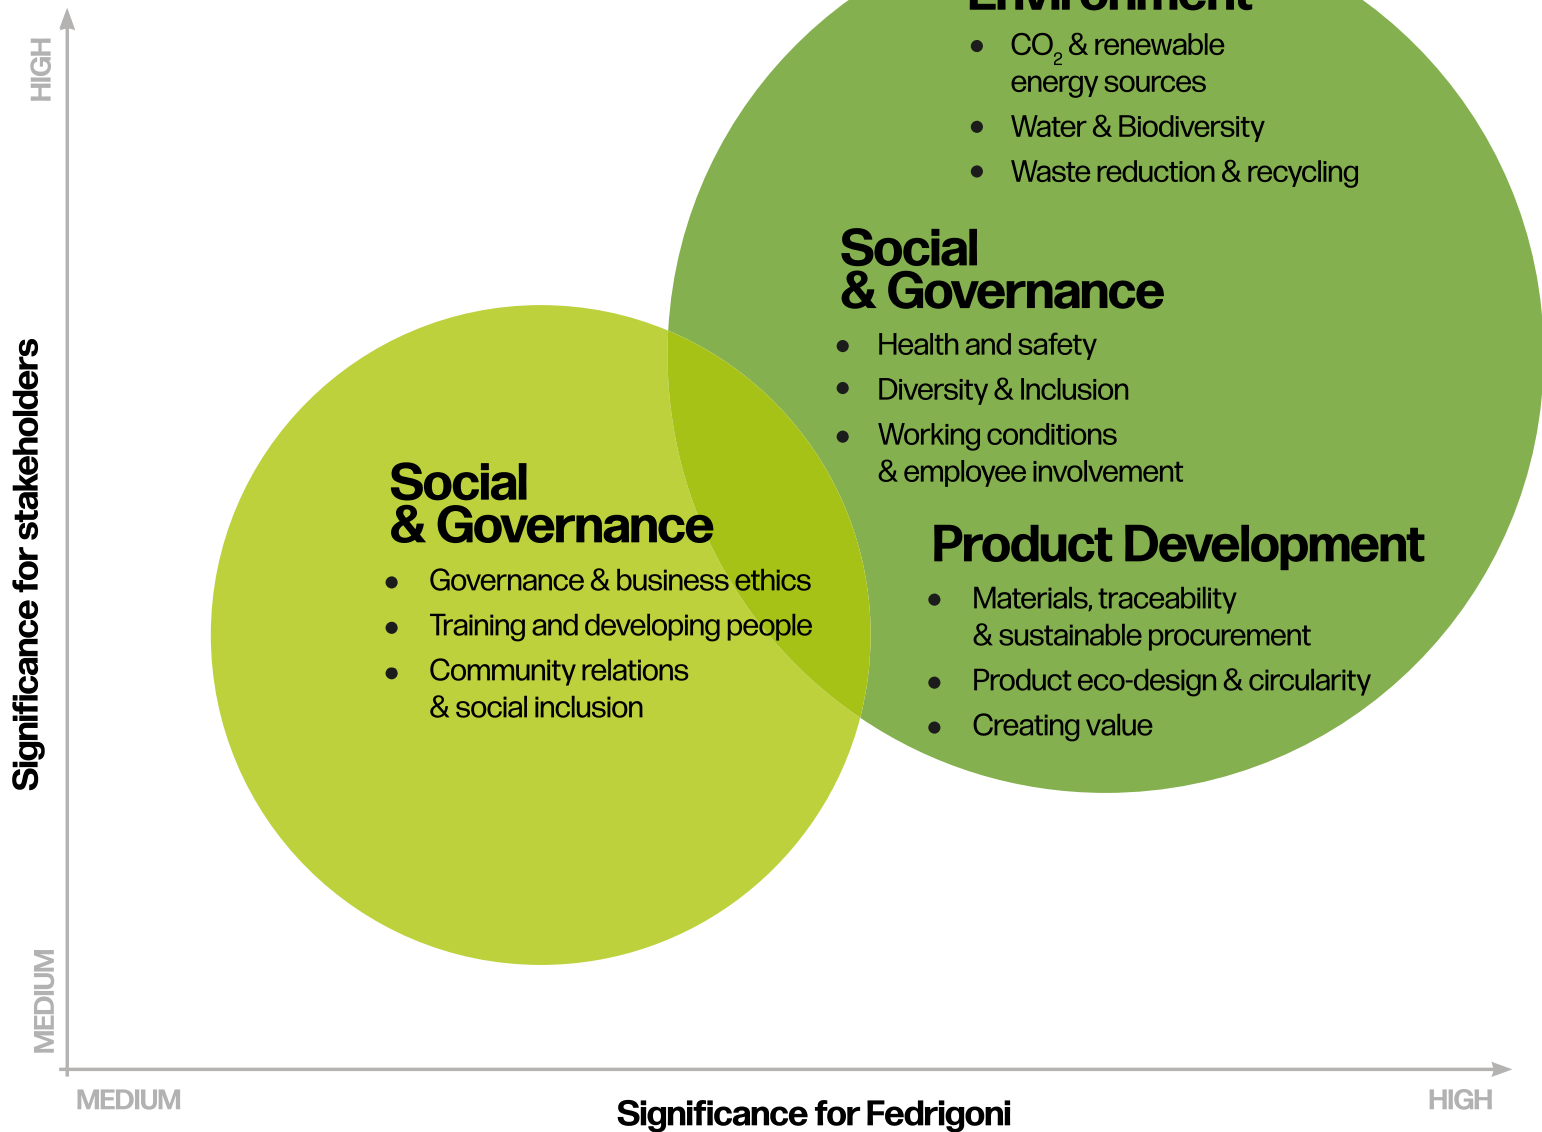 Environment
CO2 & renewable
energy sources
Water & Biodiversity
Waste reduction & recycling
Social
& Governance
Health and safety
Diversity & Inclusion
Working conditions
& employee involvement
Product Development
Materials, traceability
& sustainable procurement
Product eco-design & circularity
Creating value
Social
& Governance
Governance & business ethics
Training and developing people
Community relations
& social inclusion
HIGH
Significance for stakeholders
MEDIUM
MEDIUM
Significance for Fedrigoni
HIGH